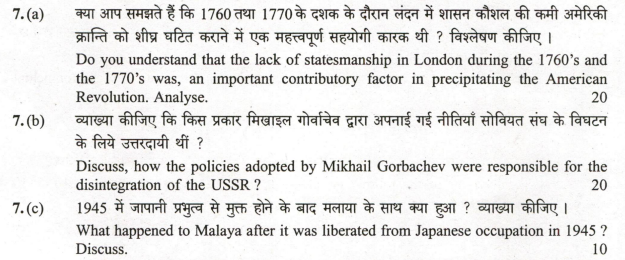 7.(a) क्या आप समझते हैं कि 1760 तथा 1770 के दशक के दौरान लंदन में शासन कौशल की कमी अमेरिकी
क्रान्ति को शीघ्र घटित कराने में एक महत्त्वपूर्ण सहयोगी कारक थी ? विश्लेषण कीजिए ।
Do you understand that the lack of statesmanship in London during the 1760's and
the 1770's was, an important contributory factor in precipitating the American
Revolution. Analyse. 20
7.(b) व्याख्या कीजिए कि किस प्रकार मिखाइल गोर्वाचेव द्वारा अपनाई गई नीतियाँ सोवियत संघ के विघटन
के लिये उत्तरदायी थीं ?
Discuss, how the policies adopted by Mikhail Gorbachev were responsible for the
disintegration of the USSR ? 20
7.(c) 1945 में जापानी प्रभुत्व से मुक्त होने के बाद मलाया के साथ क्या हुआ ? व्याख्या कीजिए ।
What happened to Malaya after it was liberated from Japanese occupation in 1945 ?
Discuss. 10